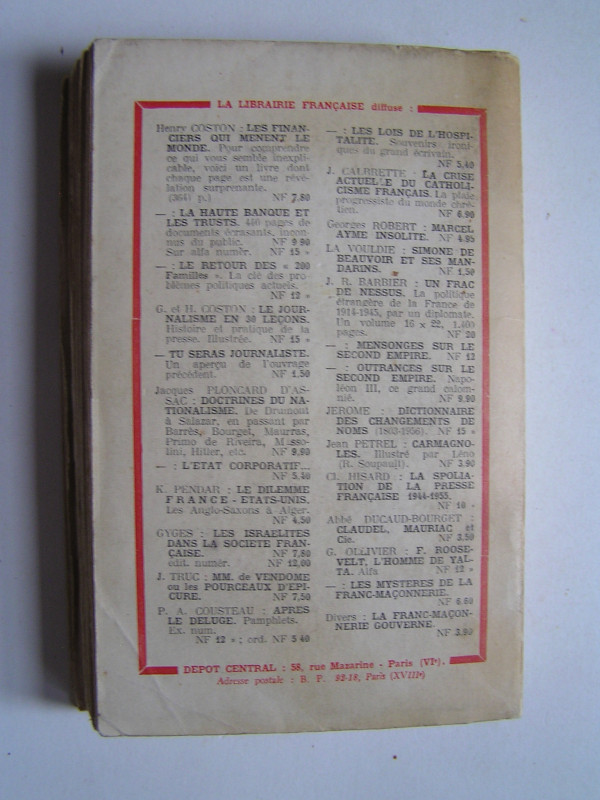 LA LIBRAIRIE FRANÇAISE diffuse :
Henry COSTON : LES FINAN-
CIERS QUI MENENT LE
MONDE. Pour comprendre
ce qui vous semble inexpli-
cable, voici un livre dont
chaque page est une révé-
lation surprenante.
(364 p.) NF 7,80
— : LA HAUTE BANQUE ET
LES TRUSTS. 440 pages de
documents écrasants, incon-
nus du public. NF 9 90
Sur alfa numér. NF 15 »
— : LE RETOUR DES « 200
Familles ». La clé des pro-
blèmes politiques actuels.
NF 12 »
G. et H. COSTON : LE JOUR-
NALISME EN 30 LEÇONS.
Histoire et pratique de la
presse. Illustrée. NF 15 »
— TU SERAS JOURNALISTE.
Un aperçu de l'ouvrage
précédent. NF 1,50
Jacques PLONCARD D'AS-
SAC : DOCTRINES DU NA-
TIONALISME. De Drumont
à Salazar, en passant par
Barrès, Bourget, Maurras,
Primo de Riveira, Musso-
lini, Hitler, etc. NF 9,90
— : L'ETAT CORPORATIF...
NF 5,40
K. PENDAR : LE DILEMME
FRANCE - ETATS-UNIS.
Les Anglo-Saxons à Alger.
NF 4,50
GYGES : LES ISRAELITES
DANS LA SOCIETE FRAN-
ÇAISE. NF 7,80
édit. numér. NF 12,00
J. TRUC : MM. de VENDOME
ou les POURCEAUX D'EPI-
CURE. NF 7,50
P. A. COUSTEAU : APRES
LE DELUGE. Pamphlets.
Ex. num.
NF 12 » ; ord. NF 5 40
— : LES LOIS DE L'HOSPI-
TALITE. Souvenirs ironi-
ques du grand écrivain.
NF 5,40
J. CALBRETTE : LA CRISE
ACTUELLE DU CATHOLI-
CISME FRANÇAIS. La plaie
progressiste du monde chré-
tien. NF 6.90
Georges ROBERT : MARCEL
AYME INSOLITE. NF 4.95
LA VOULDIE : SIMONE DE
BEAUVOIR ET SES MAN-
DARINS. NF 1,50
J. R. BARBIER : UN FRAC
DE NESSUS. La politique
étrangère de la France de
1914-1945, par un diplomate.
Un volume 16 × 22, 1.400
pages. NF 20
— : MENSONGES SUR LE
SECOND EMPIRE. NF 12
— : OUTRANCES SUR LE
SECOND EMPIRE. Napo-
léon III, ce grand calom-
nié. NF 9.90
JEROME : DICTIONNAIRE
DES CHANGEMENTS DE
NOMS (1803-1956). NF 15 »
Jean PETREL : CARMAGNO-
LES. Illustré par Léno
(R. Soupault). NF 3,90
Cl. HISARD : LA SPOLIA-
TION DE LA PRESSE
FRANÇAISE 1944-1955.
NF 10
Abbé DUCAUD-BOURGET :
CLAUDEL, MAURIAC et
Cie. NF 3.50
G. OLLIVIER : F. ROOSE-
VELT, L'HOMME DE YAL-
TA. Alfa NF 12 »
— : LES MYSTERES DE LA
FRANC-MAÇONNERIE.
NF 6.80
Divers : LA FRANC-MAÇON-
NERIE GOUVERNE.
NF 3.90
DEPOT CENTRAL : 58, rue Mazarine - Paris (VIᵉ).
Adresse postale : B. P. 92-18, Paris (XVIIIᵉ)